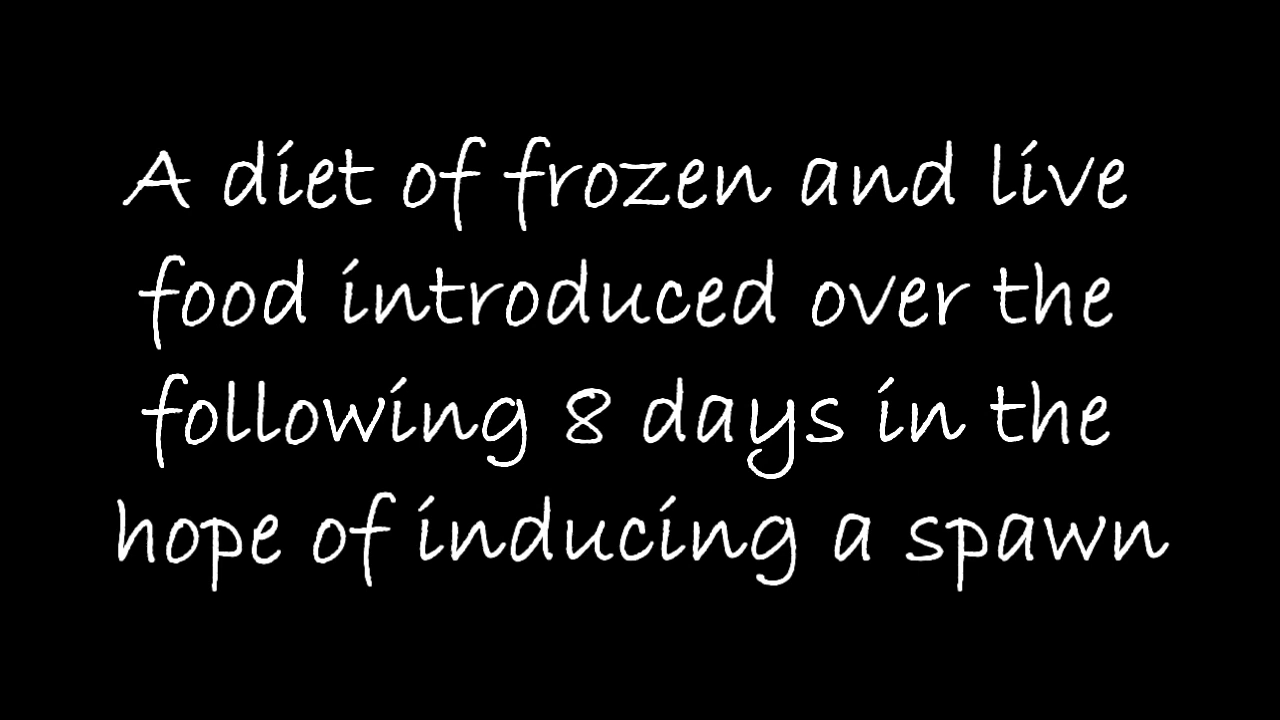 A diet of frozen and live
food introduced over the
following 8 days in the
hope of inducing a spawn